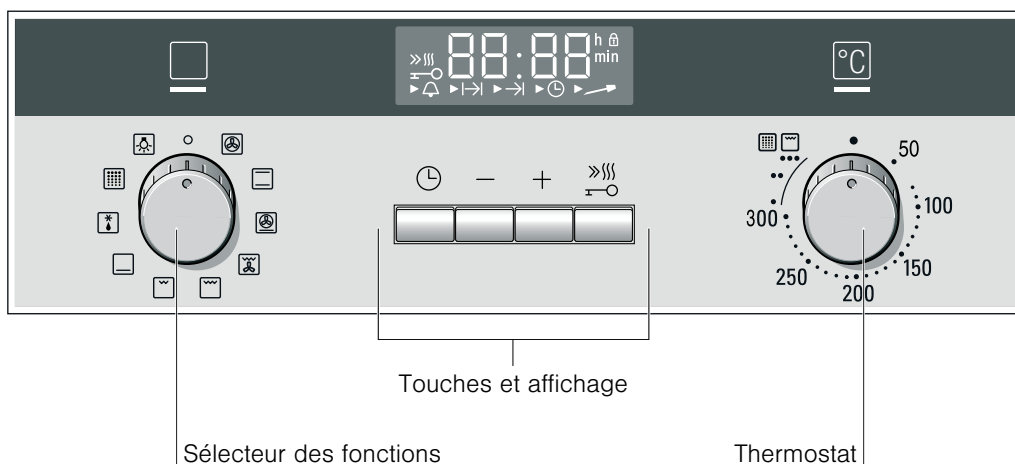 88:88 h
min
°C
50
100
150
200
250
300
Touches et affichage
Sélecteur des fonctions
Thermostat